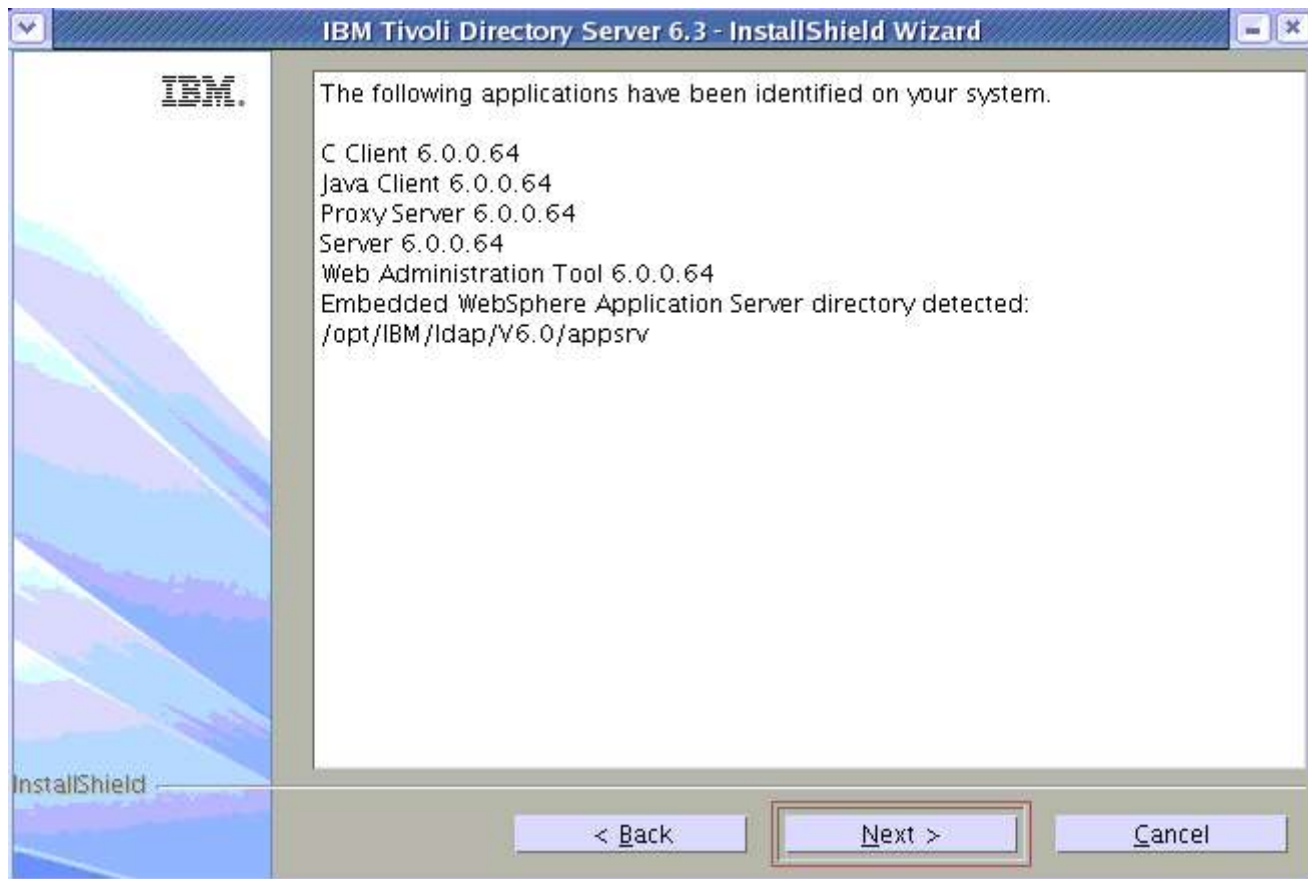 IBM Tivoli Directory Server 6.3 - InstallShield Wizard
IBM.
The following applications have been identified on your system.
C Client 6.0.0.64
Java Client 6.0.0.64
Proxy Server 6.0.0.64
Server 6.0.0.64
Web Administration Tool 6.0.0.64
Embedded WebSphere Application Server directory detected:
/opt/IBM/ldap/V6.0/appsrv
InstallShield
< Back
Next >
Cancel